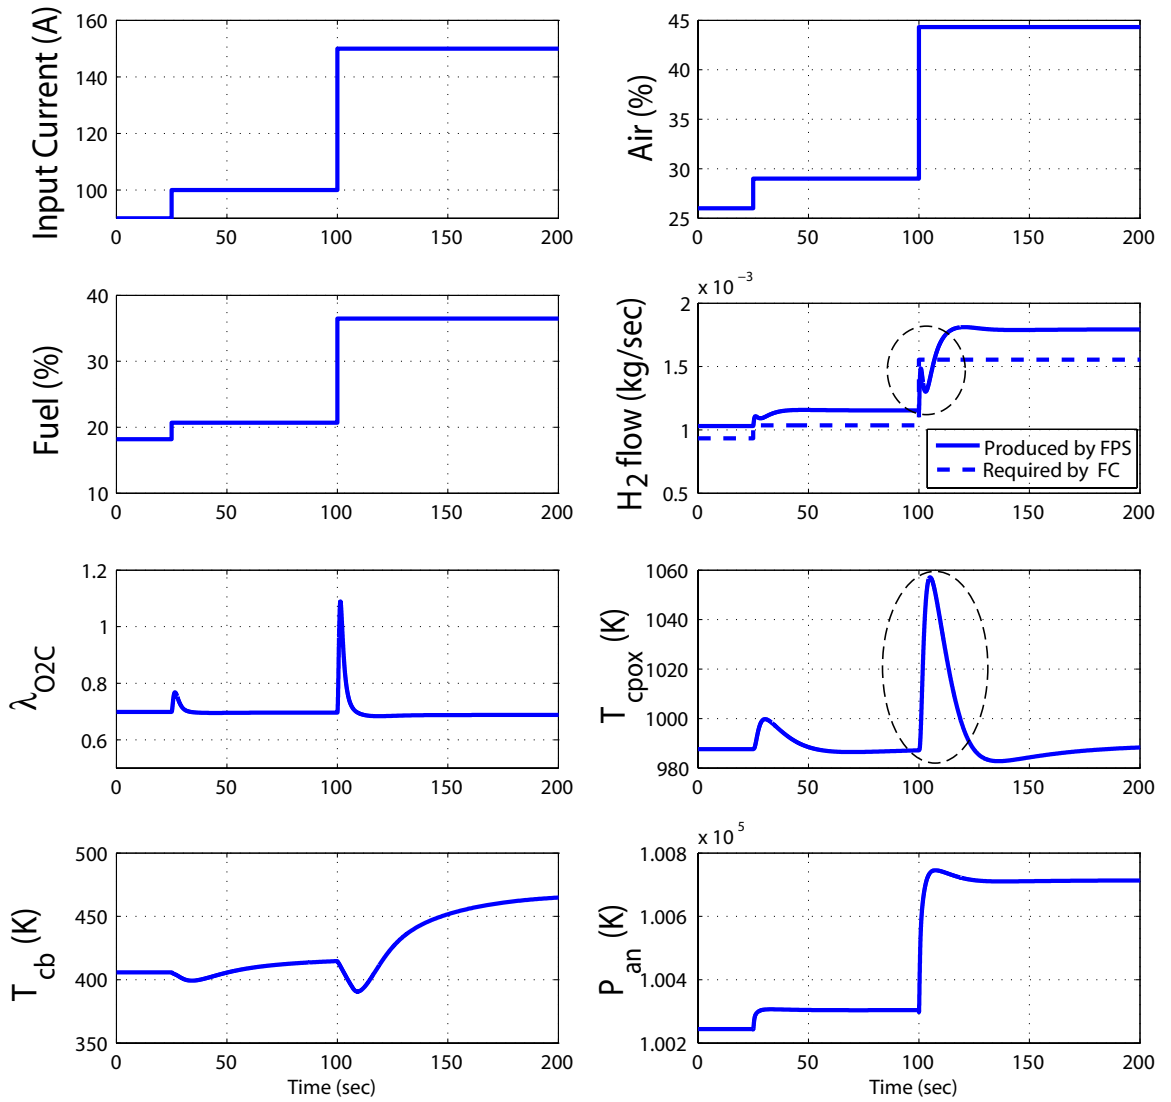 Input Current (A)
160
140
120
100
0 50 100 150 200
Air (%)
45
40
35
30
25
0 50 100 150 200
Fuel (%)
40
30
20
10
0 50 100 150 200
H2 flow (kg/sec)
x 10 −3
2
1.5
1
0.5
Produced by FPS
Required by FC
0 50 100 150 200
λ O2C
1.2
1
0.8
0.6
0 50 100 150 200
T cpox (K)
1060
1040
1020
1000
980
0 50 100 150 200
T cb (K)
500
450
400
350
0 50 100 150 200
Time (sec)
P an (K)
x 10 5
1.008
1.006
1.004
1.002
0 50 100 150 200
Time (sec)